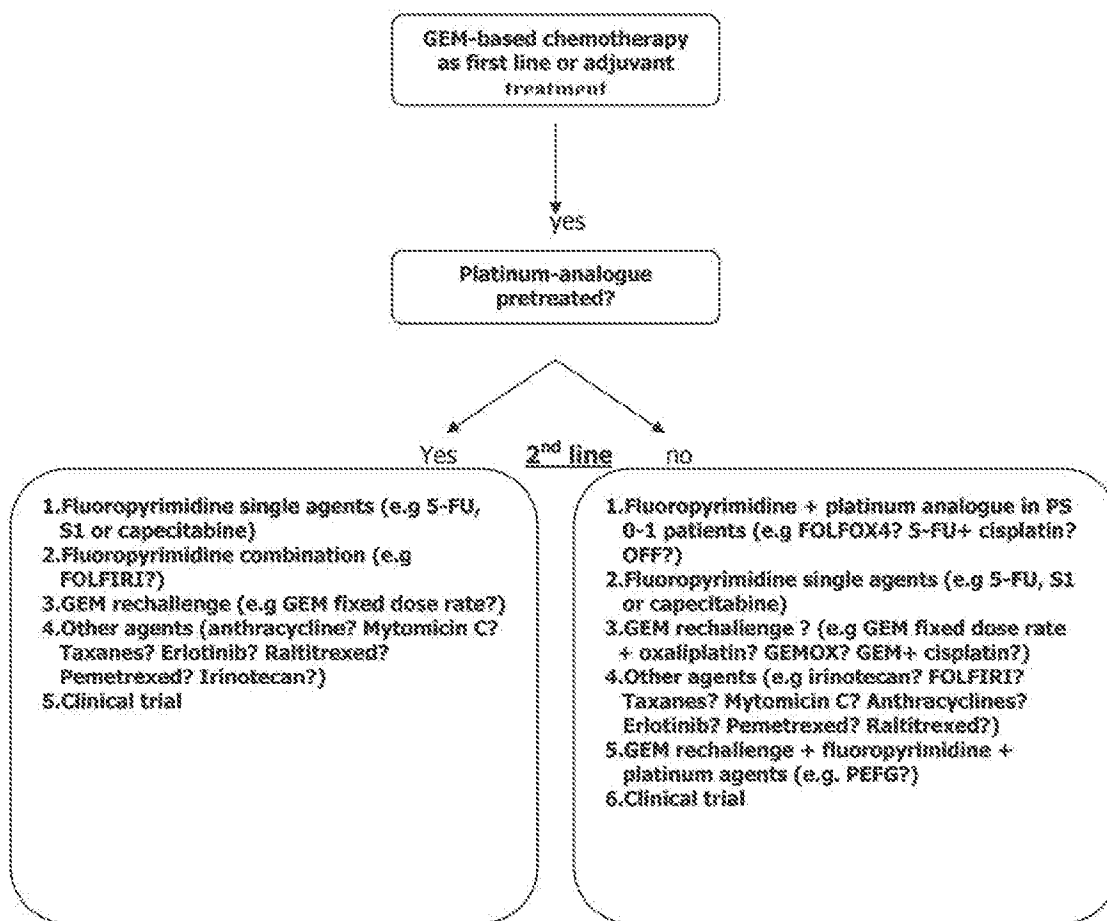 GEM-based chemotherapy
as first line or adjuvant
treatment
yes
Platinum-analogue
pretreated?
Yes
2nd line
no
1.Fluoropyrimidine single agents (e.g 5-FU,
S1 or capecitabine)
2.Fluoropyrimidine combination (e.g
FOLFIRI?)
3.GEM rechallenge (e.g GEM fixed dose rate?)
4.Other agents (anthracycline? Mytomicin C?
Taxanes? Erlotinib? Raltitrexed?
Pemetrexed? Irinotecan?)
5.Clinical trial
1.Fluoropyrimidine + platinum analogue in PS
0-1 patients (e.g FOLFOX4? 5-FU+ cisplatin?
OFF?)
2.Fluoropyrimidine single agents (e.g 5-FU, S1
or capecitabine)
3.GEM rechallenge ? (e.g GEM fixed dose rate
+ oxaliplatin? GEMOX? GEM+ cisplatin?)
4.Other agents (e.g irinotecan? FOLFIRI?
Taxanes? Mytomicin C? Anthracyclines?
Erlotinib? Pemetrexed? Raltitrexed?)
5.GEM rechallenge + fluoropyrimidine +
platinum agents (e.g. PEFG?)
6.Clinical trial